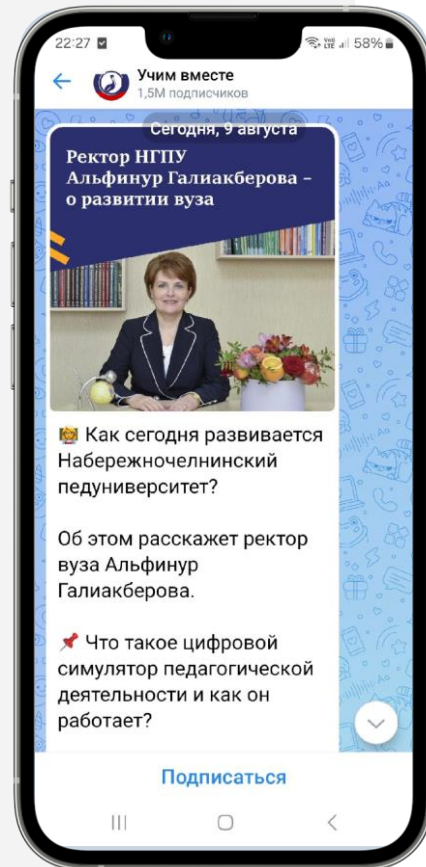 22:27
58%
Учим вместе
1,5M подписчиков
Сегодня, 9 августа
Ректор НГПУ
Альфинур Галиакберова –
о развитии вуза
Как сегодня развивается
Набережночелнинский
педуниверситет?
Об этом расскажет ректор
вуза Альфинур
Галиакберова.
Что такое цифровой
симулятор педагогической
деятельности и как он
работает?
Подписаться